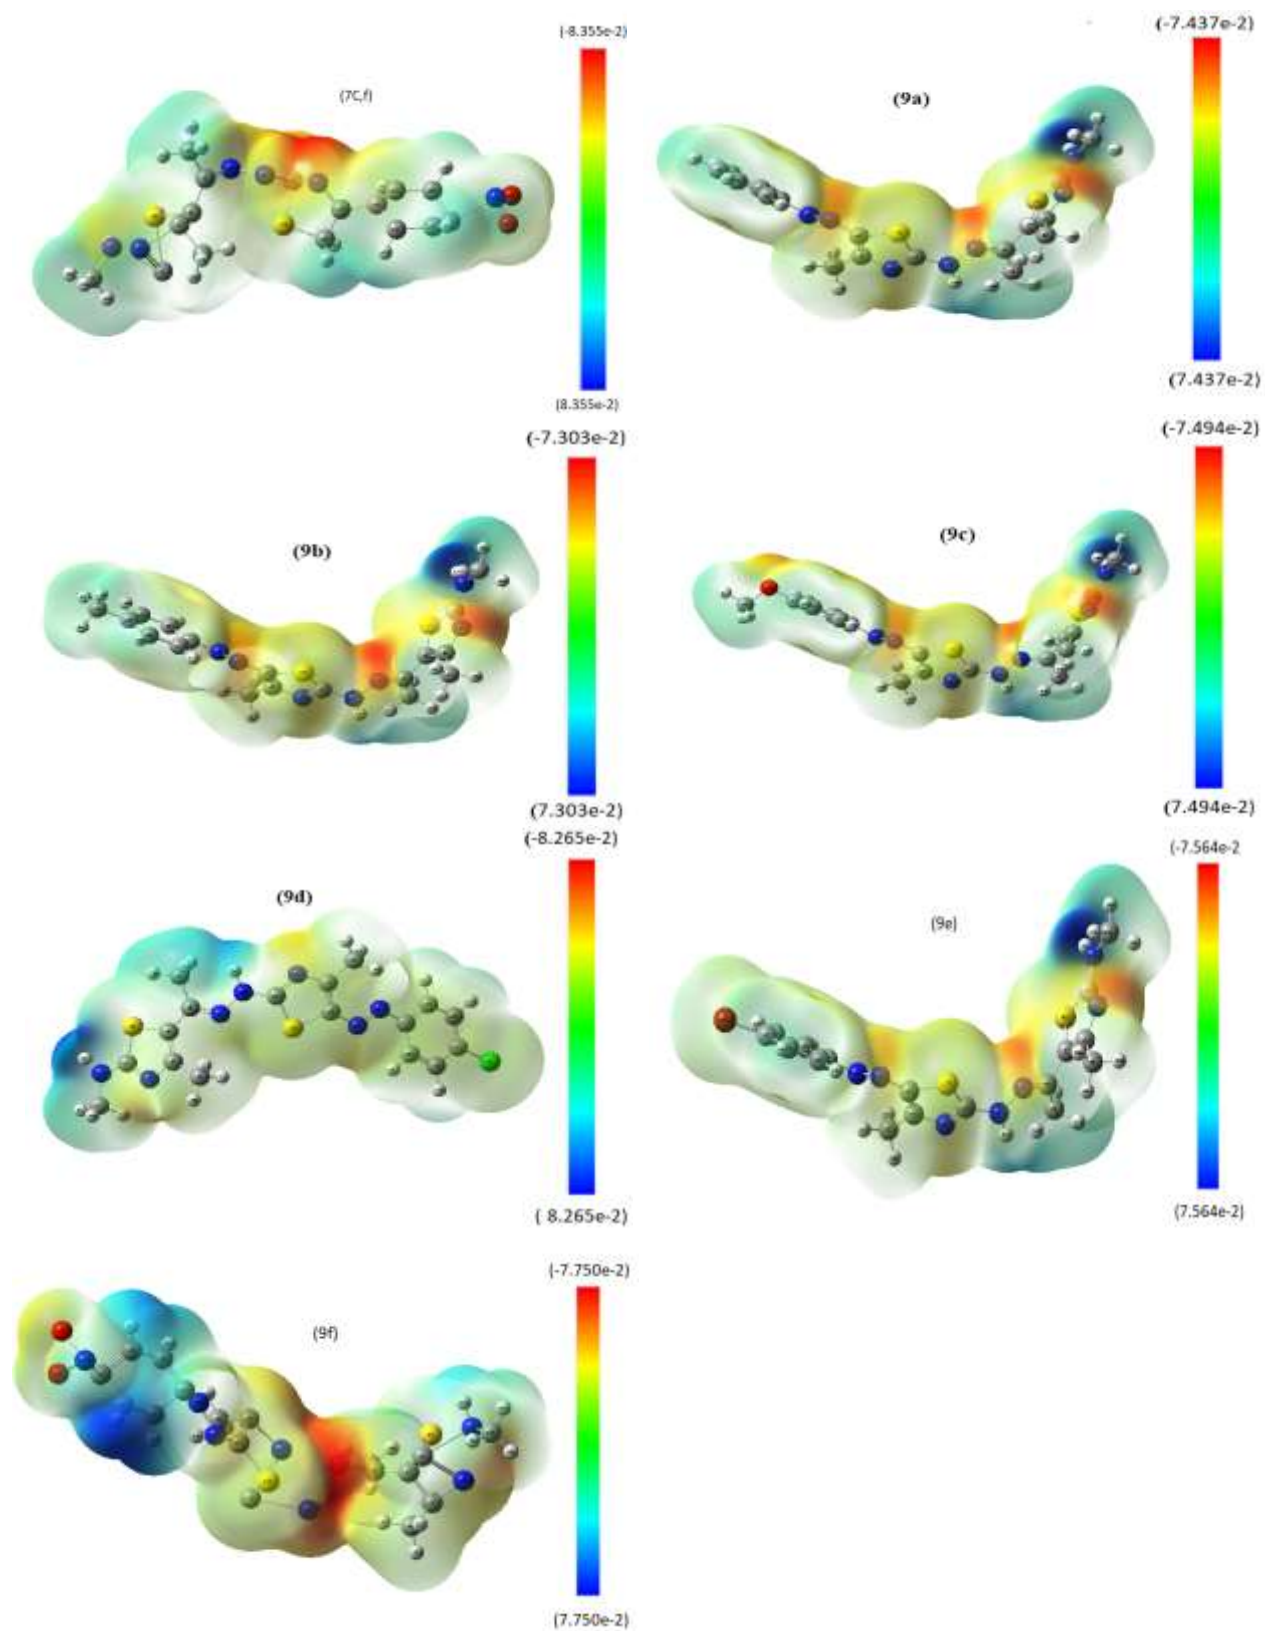 (-8.355e-2)
(7C,f)
(8.355e-2)
(-7.437e-2)
(9a)
(7.437e-2)
(-7.303e-2)
(9b)
(7.303e-2)
(-7.494e-2)
(9c)
(7.494e-2)
(-8.265e-2)
(9d)
( 8.265e-2)
(-7.564e-2
(9e)
(7.564e-2)
(-7.750e-2)
(9f)
(7.750e-2)